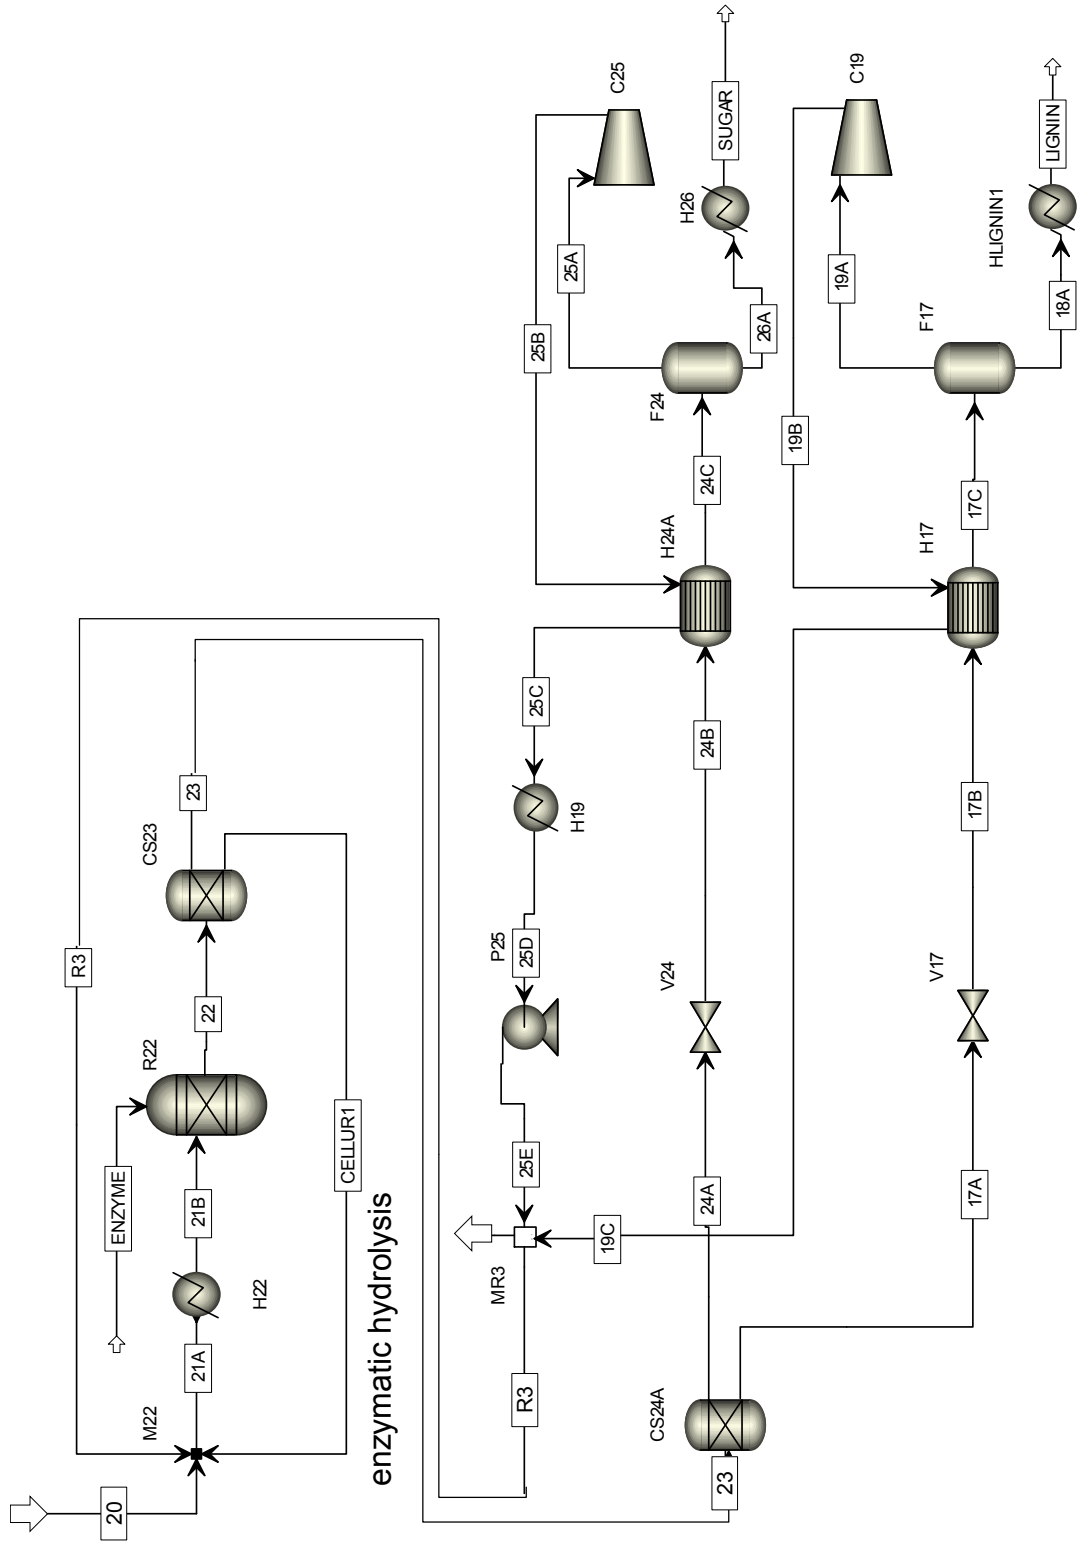 20
R3
M22
21A
H22
21B
ENZYME
R22
22
CS23
23
CELLUR1
enzymatic hydrolysis
R3
MR3
25E
P25
25D
H19
25C
25B
25A
C25
19C
23
CS24A
24A
V24
24B
H24A
24C
F24
26A
H26
SUGAR
17A
V17
17B
H17
17C
F17
18A
HLIGNIN1
LIGNIN
19B
19A
C19